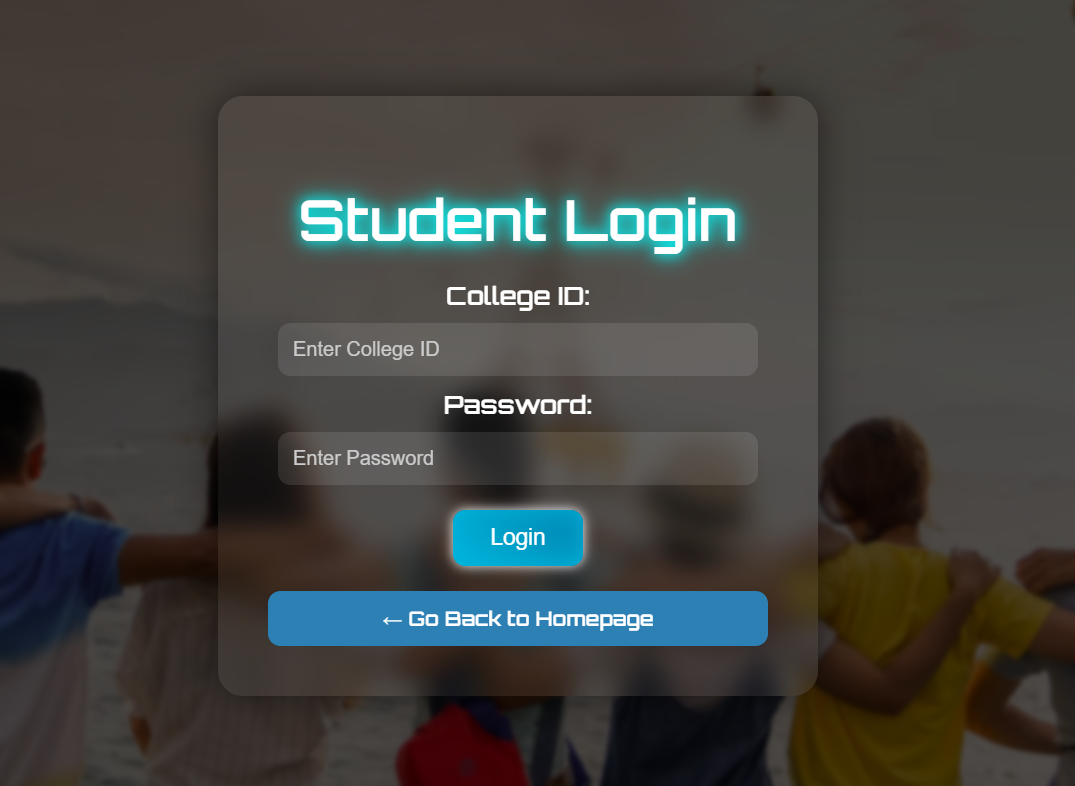 Student Login
College ID:
Enter College ID
Password:
Enter Password
Login
← Go Back to Homepage